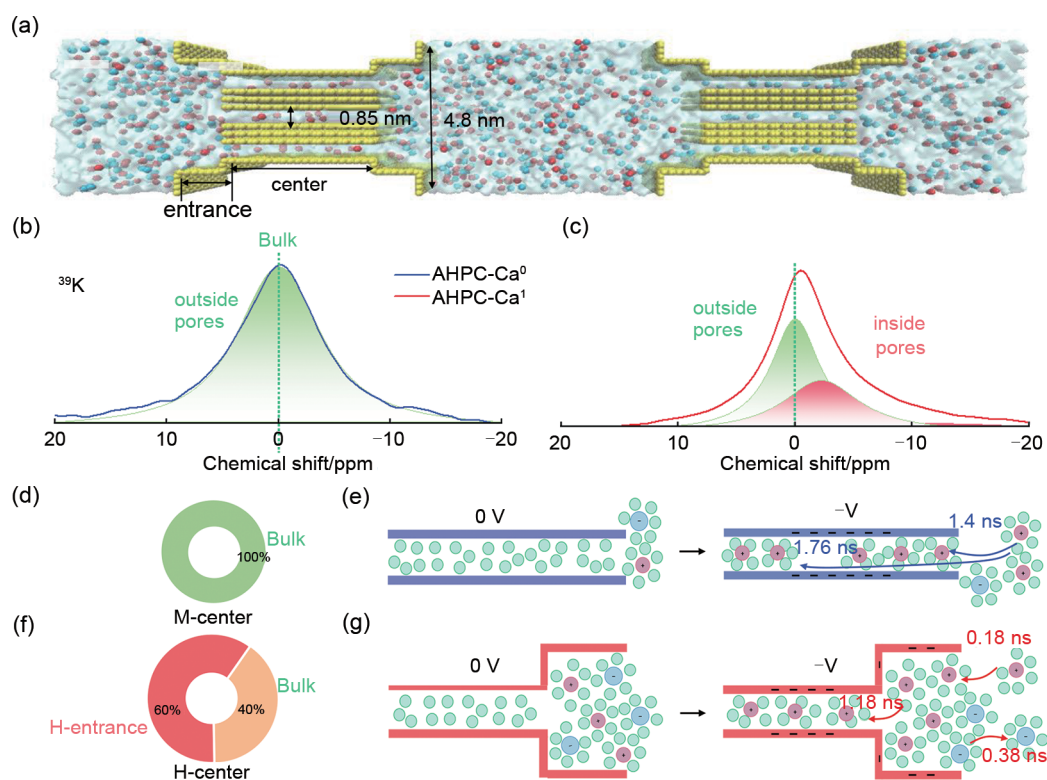 (a)
0.85 nm
4.8 nm
center
entrance
(b)
Bulk
³⁹K
outside
pores
AHPC-Ca⁰
AHPC-Ca¹
20
10
0
−10
−20
Chemical shift/ppm
(c)
outside
pores
inside
pores
20
10
0
−10
−20
Chemical shift/ppm
(d)
Bulk
100%
M-center
(e)
0 V
−V
1.4 ns
1.76 ns
(f)
Bulk
H-entrance
60%
40%
H-center
(g)
0 V
−V
0.18 ns
1.18 ns
0.38 ns